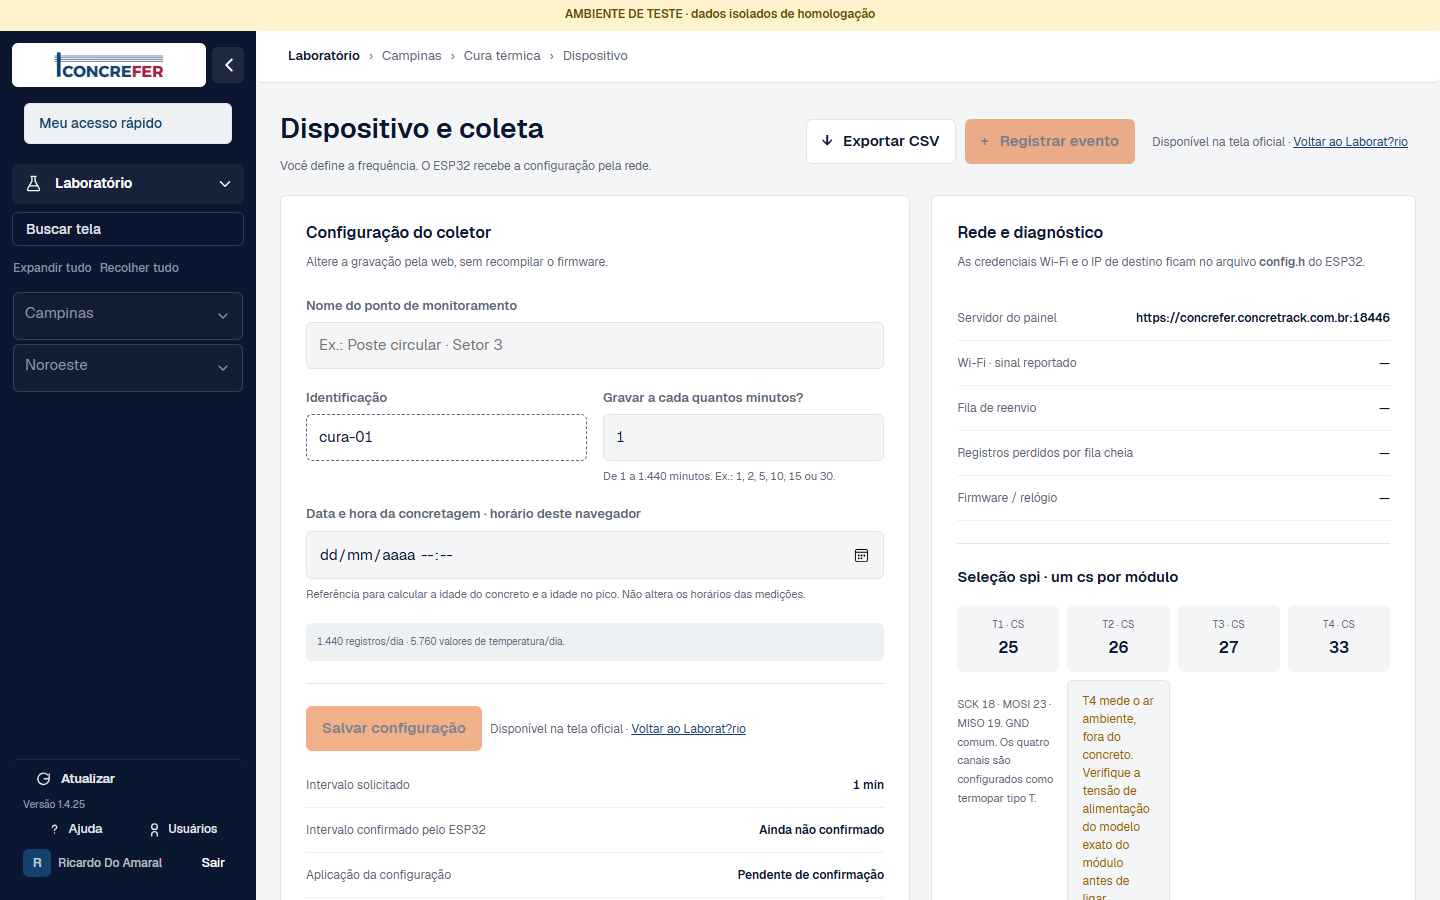 AMBIENTE DE TESTE · dados isolados de homologação
CONCREFER
Meu acesso rápido
Laboratório
Buscar tela
Expandir tudo Recolher tudo
Campinas
Noroeste
Atualizar
Versão 1.4.25
? Ajuda Usuários
R Ricardo Do Amaral Sair
Laboratório › Campinas › Cura térmica › Dispositivo
Dispositivo e coleta
Você define a frequência. O ESP32 recebe a configuração pela rede.
Exportar CSV
+ Registrar evento
Disponível na tela oficial · Voltar ao Laborat?rio
Configuração do coletor
Altere a gravação pela web, sem recompilar o firmware.
Nome do ponto de monitoramento
Ex.: Poste circular · Setor 3
Identificação
cura-01
Gravar a cada quantos minutos?
1
De 1 a 1.440 minutos. Ex.: 1, 2, 5, 10, 15 ou 30.
Data e hora da concretagem · horário deste navegador
dd/mm/aaaa --:--
Referência para calcular a idade do concreto e a idade no pico. Não altera os horários das medições.
1.440 registros/dia · 5.760 valores de temperatura/dia.
Salvar configuração
Disponível na tela oficial · Voltar ao Laborat?rio
Intervalo solicitado 1 min
Intervalo confirmado pelo ESP32 Ainda não confirmado
Aplicação da configuração Pendente de confirmação
Rede e diagnóstico
As credenciais Wi-Fi e o IP de destino ficam no arquivo config.h do ESP32.
Servidor do painel https://concrefer.concretrack.com.br:18446
Wi-Fi · sinal reportado —
Fila de reenvio —
Registros perdidos por fila cheia —
Firmware / relógio —
Seleção spi · um cs por módulo
T1 · CS
25
T2 · CS
26
T3 · CS
27
T4 · CS
33
SCK 18 · MOSI 23 ·
MISO 19. GND
comum. Os quatro
canais são
configurados como
termopar tipo T.
T4 mede o ar
ambiente,
fora do
concreto.
Verifique a
tensão de
alimentação
do modelo
exato do
módulo
antes de
ligar.